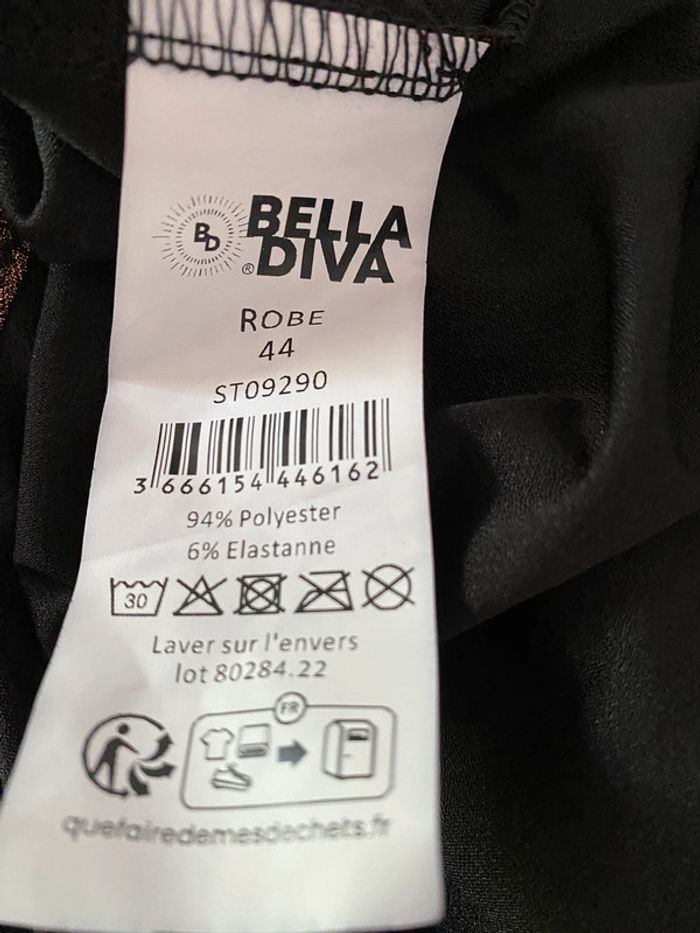 BD
BELLA
DIVA
®
ROBE
44
ST09290
3 666154 446162
94% Polyester
6% Elastanne
30
Laver sur l'envers
lot 80284.22
FR
quefairedemesdechets.fr